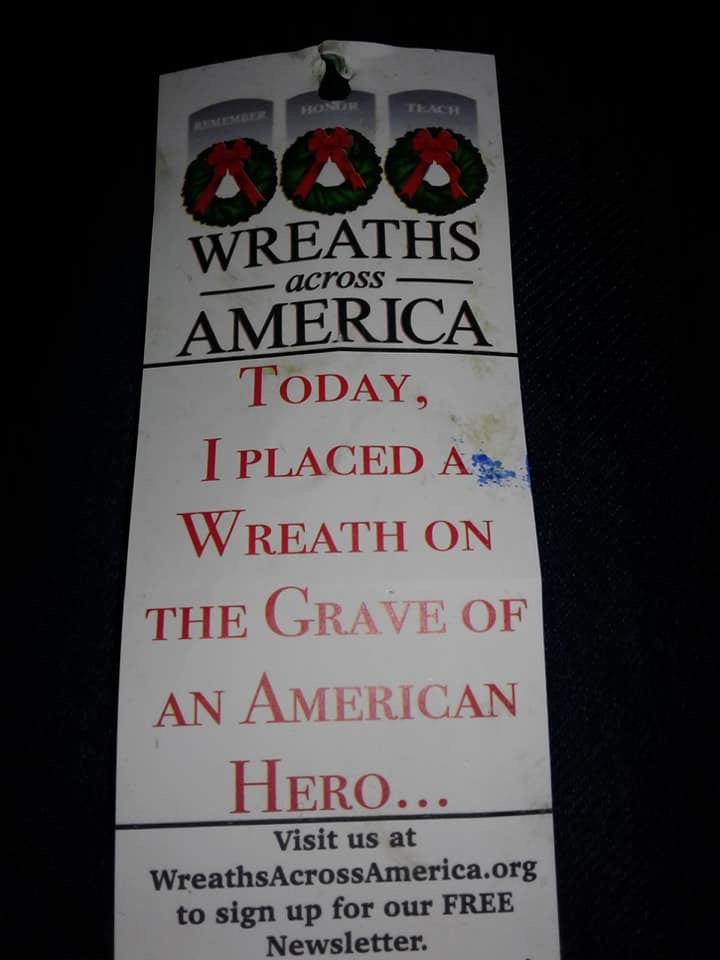 REMEMBER HONOR TEACH
WREATHS
across
AMERICA
TODAY,
I PLACED A
WREATH ON
THE GRAVE OF
AN AMERICAN
HERO...
Visit us at
WreathsAcrossAmerica.org
to sign up for our FREE
Newsletter.